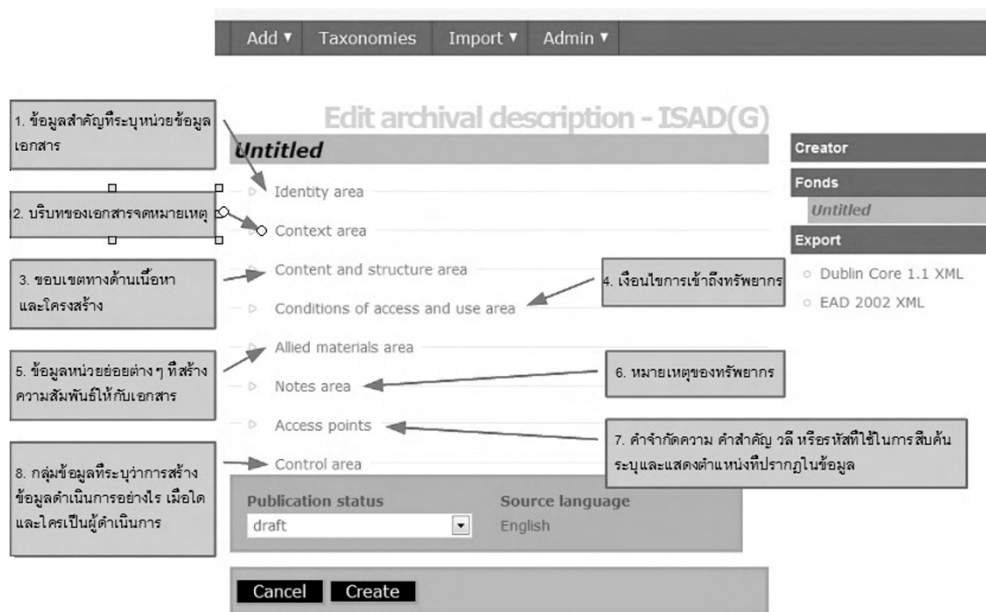 Add ▼ Taxonomies Import ▼ Admin ▼
Edit archival description - ISAD(G)
Untitled
1. ข้อมูลสำคัญที่ระบุหน่วยข้อมูล
เอกสาร
Identity area
2. บริบทของเอกสารจดหมายเหตุ
Context area
3. ขอบเขตทางด้านเนื้อหา
และโครงสร้าง
Content and structure area
4. เงื่อนไขการเข้าถึงทรัพยากร
Conditions of access and use area
Allied materials area
5. ข้อมูลหน่วยย่อยต่างๆ ที่สร้าง
ความสัมพันธ์ให้กับเอกสาร
Notes area
6. หมายเหตุของทรัพยากร
Access points
7. คำจำกัดความ คำสำคัญ วลี หรือรหัสที่ใช้ในการสืบค้น
ระบุและแสดงตำแหน่งที่ปรากฏในข้อมูล
Control area
8. กลุ่มข้อมูลที่ระบุว่าการสร้าง
ข้อมูลดำเนินการอย่างไร เมื่อใด
และใครเป็นผู้ดำเนินการ
Publication status
draft
Source language
English
Cancel Create
Creator
Fonds
Untitled
Export
Dublin Core 1.1 XML
EAD 2002 XML